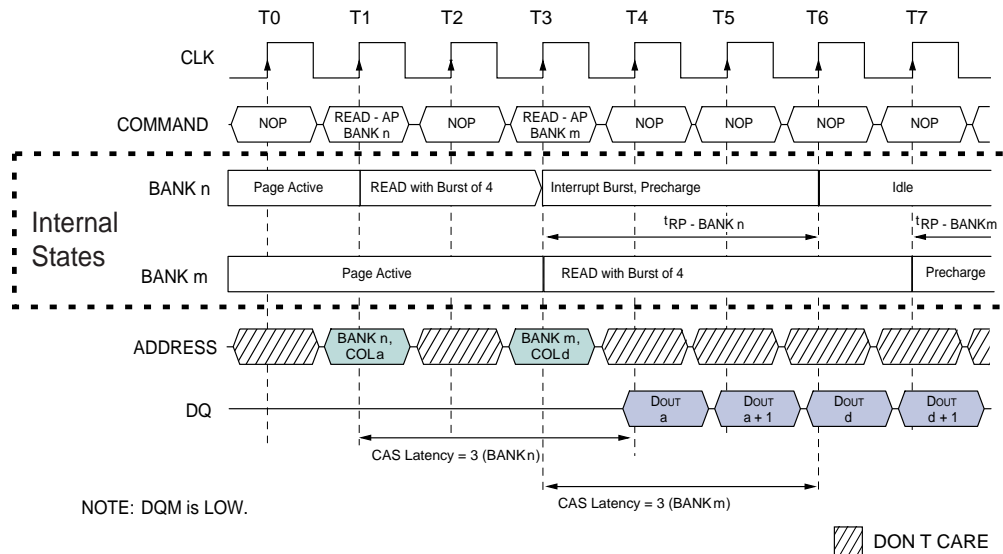 T0 T1 T2 T3 T4 T5 T6 T7
CLK
COMMAND NOP READ - AP NOP READ - AP NOP NOP NOP NOP
BANK n BANK m
BANK n Page Active READ with Burst of 4 Interrupt Burst, Precharge Idle
Internal
States
tRP - BANK n tRP - BANK m
BANK m Page Active READ with Burst of 4 Precharge
ADDRESS BANK n, BANK m,
COL a COL d
DQ DOUT DOUT DOUT DOUT
a a + 1 d d + 1
CAS Latency = 3 (BANK n)
CAS Latency = 3 (BANK m)
NOTE: DQM is LOW.
DON T CARE